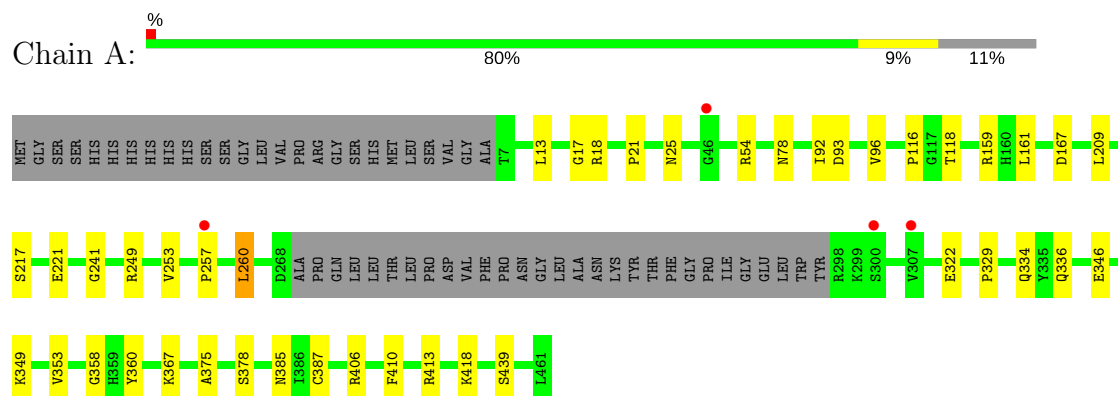 %
Chain A:
80% 9% 11%
MET GLY SER SER HIS HIS HIS HIS HIS HIS SER SER GLY LEU VAL PRO ARG GLY SER HIS MET LEU SER VAL GLY ALA T7 L13 G17 R18 P21 N25 G46 R54 N78 I92 D93 V96 P116 G117 T118 R159 H160 L161 D167 L209
S217 E221 G241 R249 V253 P257 L260 D268 ALA PRO GLN LEU LEU THR LEU PRO ASP VAL PHE PRO ASN GLY LEU ALA ASN LYS TYR THR PHE GLY PRO ILE GLY GLU LEU TRP TYR R298 K299 S300 V307 E322 P329 Q334 Y335 Q336 E346
K349 V353 G358 H359 Y360 K367 A375 S378 N385 I386 C387 R406 F410 R413 K418 S439 L461